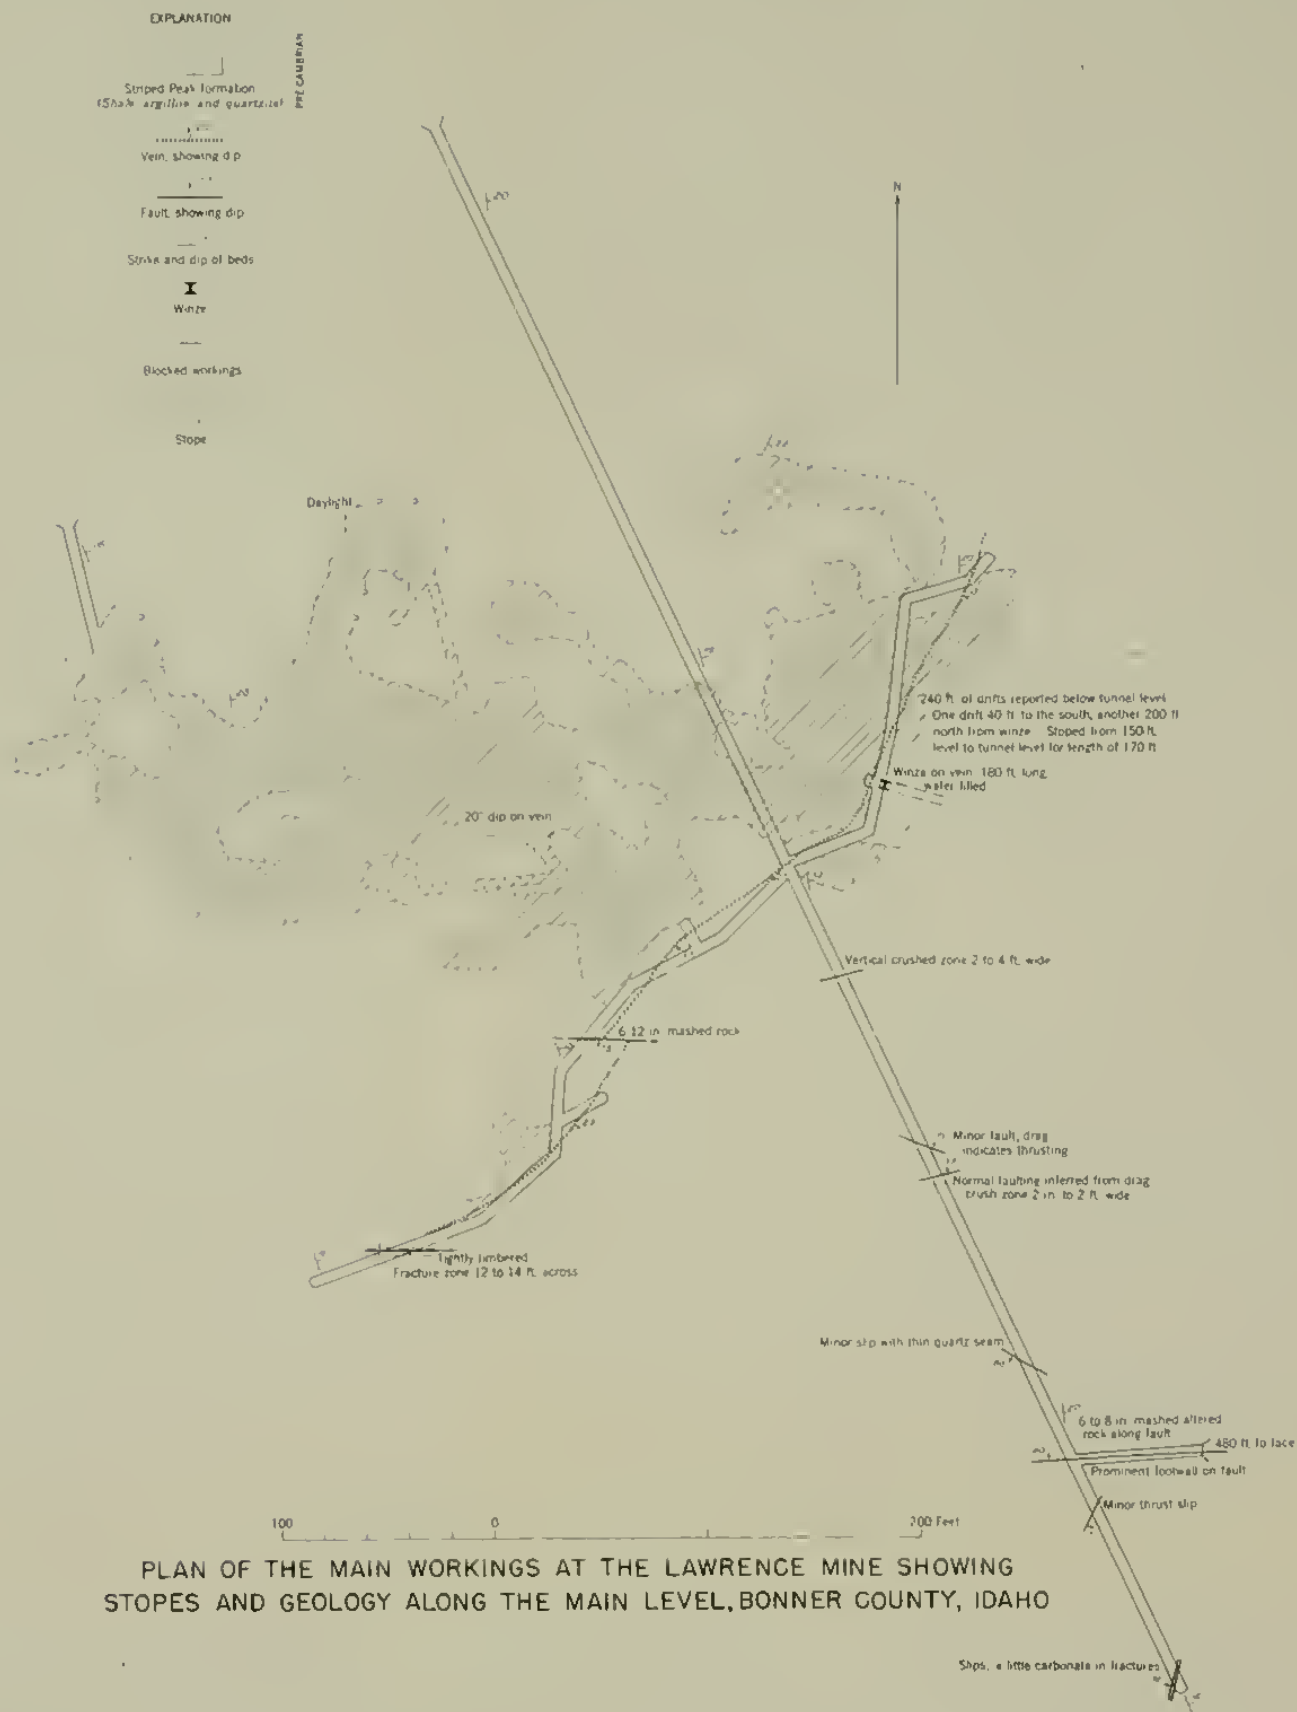 EXPLANATION
PRE CAMBRIAN
Striped Peak formation
(Shale argillite and quartzite)
Vein, showing dip
Fault, showing dip
Strike and dip of beds
Winze
Blocked workings
Stope
N
Daylight
240 ft. of drifts reported below tunnel level
One drift 40 ft to the south, another 200 ft
north from winze Stoped from 150 ft.
level to tunnel level for length of 170 ft
Winze on vein 180 ft. long
water filled
20° dip on vein
Vertical crushed zone 2 to 4 ft. wide
6 12 in mashed rock
Minor fault, drag
indicates thrusting
Normal faulting inferred from drag
crush zone 2 in. to 2 ft. wide
Tightly timbered
Fracture zone 12 to 14 ft. across
Minor slip with thin quartz seam
6 to 8 in. mashed altered
rock along fault
480 ft. to face
Prominent footwall on fault
Minor thrust slip
100 0 200 Feet
PLAN OF THE MAIN WORKINGS AT THE LAWRENCE MINE SHOWING
STOPES AND GEOLOGY ALONG THE MAIN LEVEL, BONNER COUNTY, IDAHO
Slips, a little carbonate in fractures